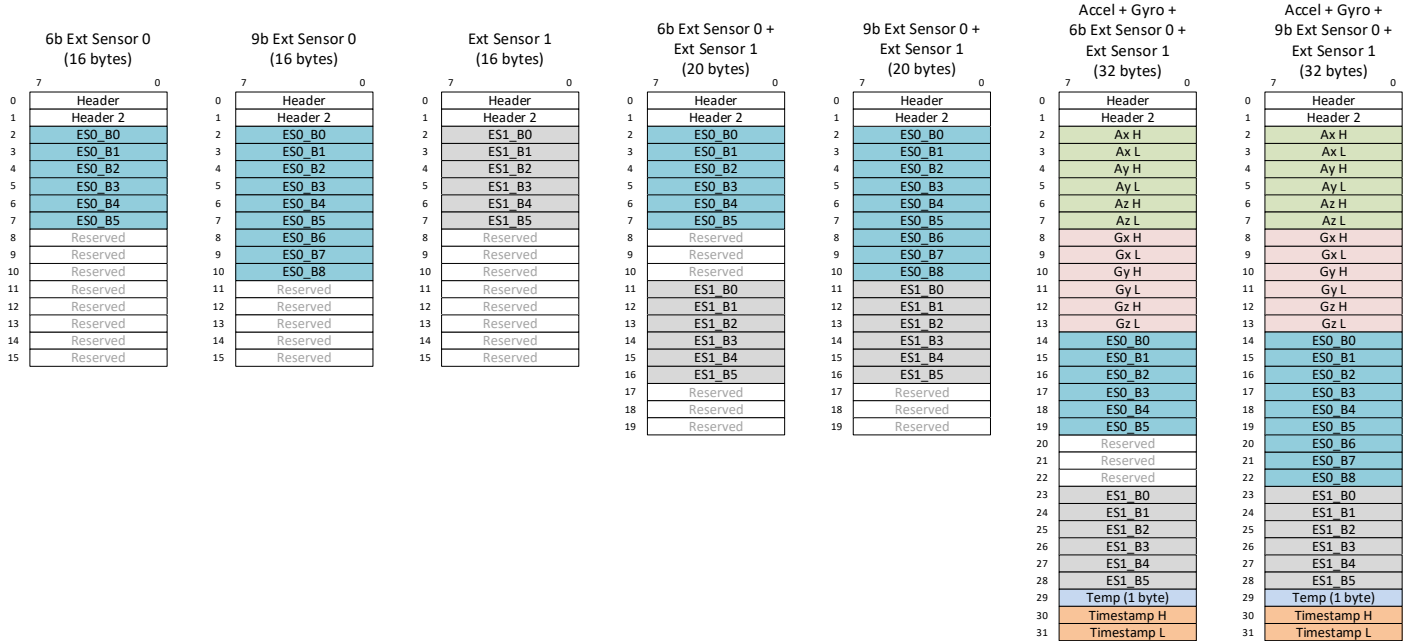 6b Ext Sensor 0
(16 bytes)
7 0
0 Header
1 Header 2
2 ES0_B0
3 ES0_B1
4 ES0_B2
5 ES0_B3
6 ES0_B4
7 ES0_B5
8 Reserved
9 Reserved
10 Reserved
11 Reserved
12 Reserved
13 Reserved
14 Reserved
15 Reserved
9b Ext Sensor 0
(16 bytes)
7 0
0 Header
1 Header 2
2 ES0_B0
3 ES0_B1
4 ES0_B2
5 ES0_B3
6 ES0_B4
7 ES0_B5
8 ES0_B6
9 ES0_B7
10 ES0_B8
11 Reserved
12 Reserved
13 Reserved
14 Reserved
15 Reserved
Ext Sensor 1
(16 bytes)
7 0
0 Header
1 Header 2
2 ES1_B0
3 ES1_B1
4 ES1_B2
5 ES1_B3
6 ES1_B4
7 ES1_B5
8 Reserved
9 Reserved
10 Reserved
11 Reserved
12 Reserved
13 Reserved
14 Reserved
15 Reserved
6b Ext Sensor 0 +
Ext Sensor 1
(20 bytes)
7 0
0 Header
1 Header 2
2 ES0_B0
3 ES0_B1
4 ES0_B2
5 ES0_B3
6 ES0_B4
7 ES0_B5
8 Reserved
9 Reserved
10 Reserved
11 ES1_B0
12 ES1_B1
13 ES1_B2
14 ES1_B3
15 ES1_B4
16 ES1_B5
17 Reserved
18 Reserved
19 Reserved
9b Ext Sensor 0 +
Ext Sensor 1
(20 bytes)
7 0
0 Header
1 Header 2
2 ES0_B0
3 ES0_B1
4 ES0_B2
5 ES0_B3
6 ES0_B4
7 ES0_B5
8 ES0_B6
9 ES0_B7
10 ES0_B8
11 ES1_B0
12 ES1_B1
13 ES1_B2
14 ES1_B3
15 ES1_B4
16 ES1_B5
17 Reserved
18 Reserved
19 Reserved
Accel + Gyro +
6b Ext Sensor 0 +
Ext Sensor 1
(32 bytes)
7 0
0 Header
1 Header 2
2 Ax H
3 Ax L
4 Ay H
5 Ay L
6 Az H
7 Az L
8 Gx H
9 Gx L
10 Gy H
11 Gy L
12 Gz H
13 Gz L
14 ES0_B0
15 ES0_B1
16 ES0_B2
17 ES0_B3
18 ES0_B4
19 ES0_B5
20 Reserved
21 Reserved
22 Reserved
23 ES1_B0
24 ES1_B1
25 ES1_B2
26 ES1_B3
27 ES1_B4
28 ES1_B5
29 Temp (1 byte)
30 Timestamp H
31 Timestamp L
Accel + Gyro +
9b Ext Sensor 0 +
Ext Sensor 1
(32 bytes)
7 0
0 Header
1 Header 2
2 Ax H
3 Ax L
4 Ay H
5 Ay L
6 Az H
7 Az L
8 Gx H
9 Gx L
10 Gy H
11 Gy L
12 Gz H
13 Gz L
14 ES0_B0
15 ES0_B1
16 ES0_B2
17 ES0_B3
18 ES0_B4
19 ES0_B5
20 ES0_B6
21 ES0_B7
22 ES0_B8
23 ES1_B0
24 ES1_B1
25 ES1_B2
26 ES1_B3
27 ES1_B4
28 ES1_B5
29 Temp (1 byte)
30 Timestamp H
31 Timestamp L